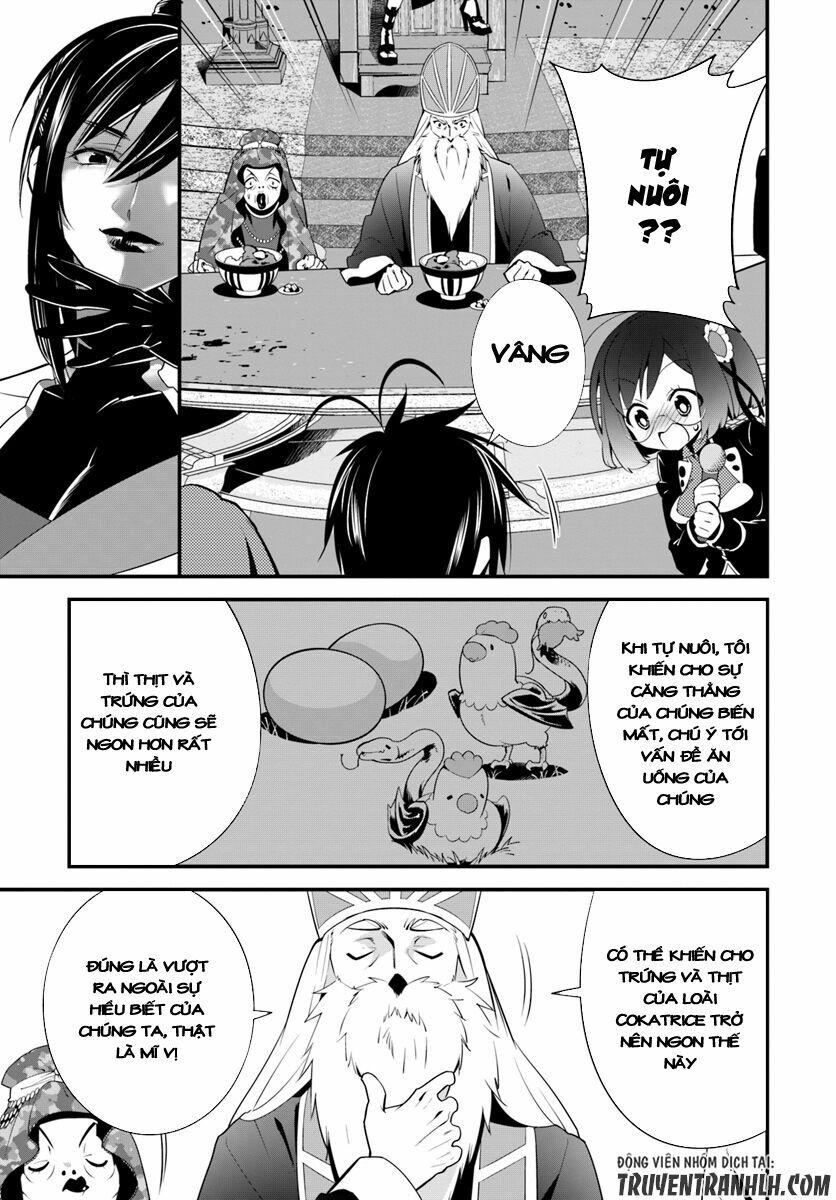 TỰ
NUÔI
??
VÂNG
KHI TỰ NUÔI, TÔI
KHIẾN CHO SỰ
CĂNG THẲNG
CỦA CHÚNG BIẾN
MẤT, CHÚ Ý TỚI
VẤN ĐỀ ĂN
UỐNG CỦA
CHÚNG
THÌ THỊT VÀ
TRỨNG CỦA
CHÚNG CŨNG SẼ
NGON HƠN RẤT
NHIỀU
CÓ THỂ KHIẾN CHO
TRỨNG VÀ THỊT
CỦA LOÀI
COKATRICE TRỞ
NÊN NGON THẾ
NÀY
ĐÚNG LÀ VƯỢT
RA NGOÀI SỰ
HIỂU BIẾT CỦA
CHÚNG TA, THẬT
LÀ MĨ VỊ
ĐỘNG VIÊN NHÓM DỊCH TẠI:
TRUYENTRANHLH.COM